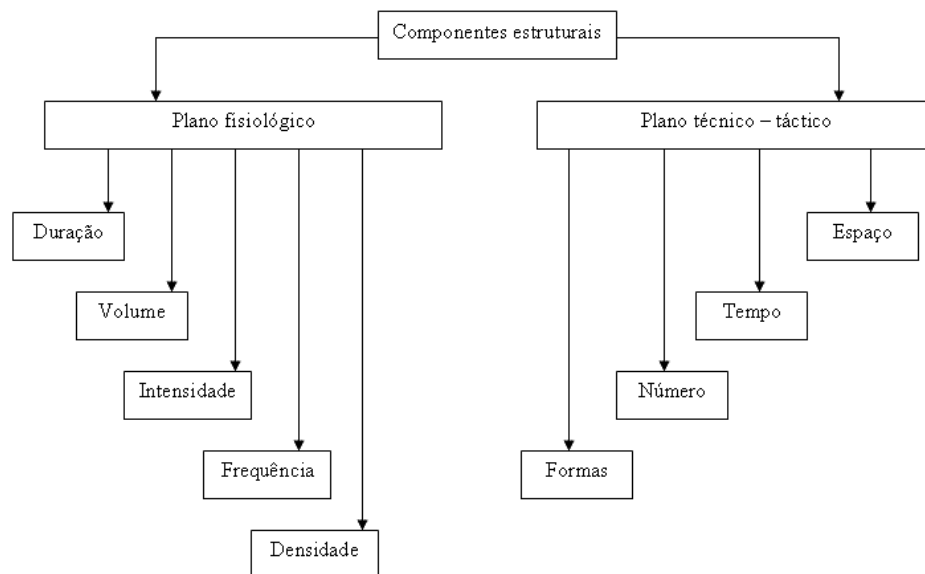 Componentes estruturais
Plano fisiológico
Plano técnico – táctico
Duração
Espaço
Volume
Tempo
Intensidade
Número
Frequência
Formas
Densidade